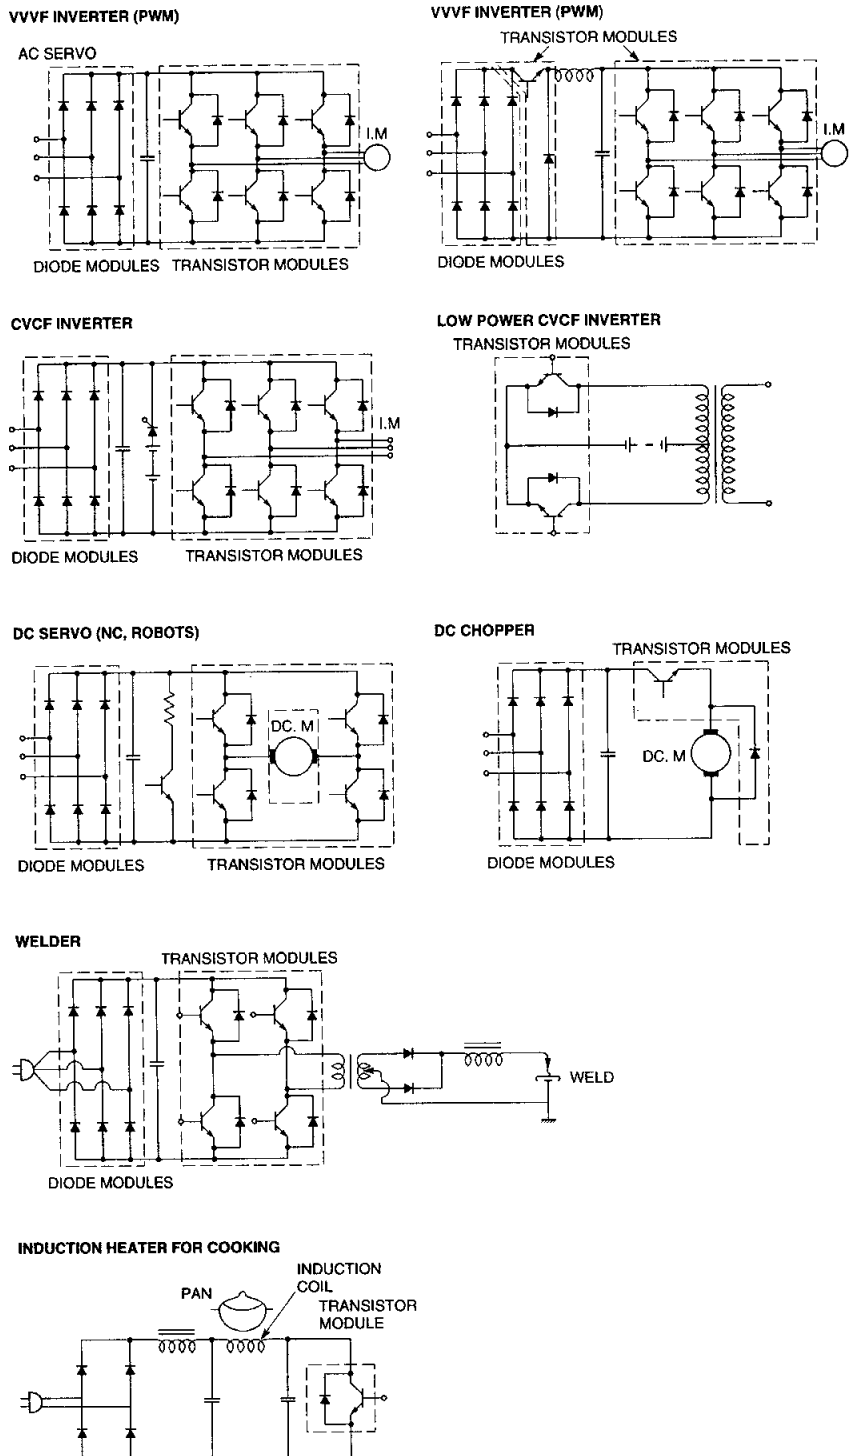 VVVF INVERTER (PWM)
AC SERVO
I.M
DIODE MODULES
TRANSISTOR MODULES
VVVF INVERTER (PWM)
TRANSISTOR MODULES
I.M
DIODE MODULES
CVCF INVERTER
I.M
DIODE MODULES
TRANSISTOR MODULES
LOW POWER CVCF INVERTER
TRANSISTOR MODULES
DC SERVO (NC, ROBOTS)
DC. M
DIODE MODULES
TRANSISTOR MODULES
DC CHOPPER
TRANSISTOR MODULES
DC. M
DIODE MODULES
WELDER
TRANSISTOR MODULES
WELD
DIODE MODULES
INDUCTION HEATER FOR COOKING
INDUCTION
COIL
PAN
TRANSISTOR
MODULE